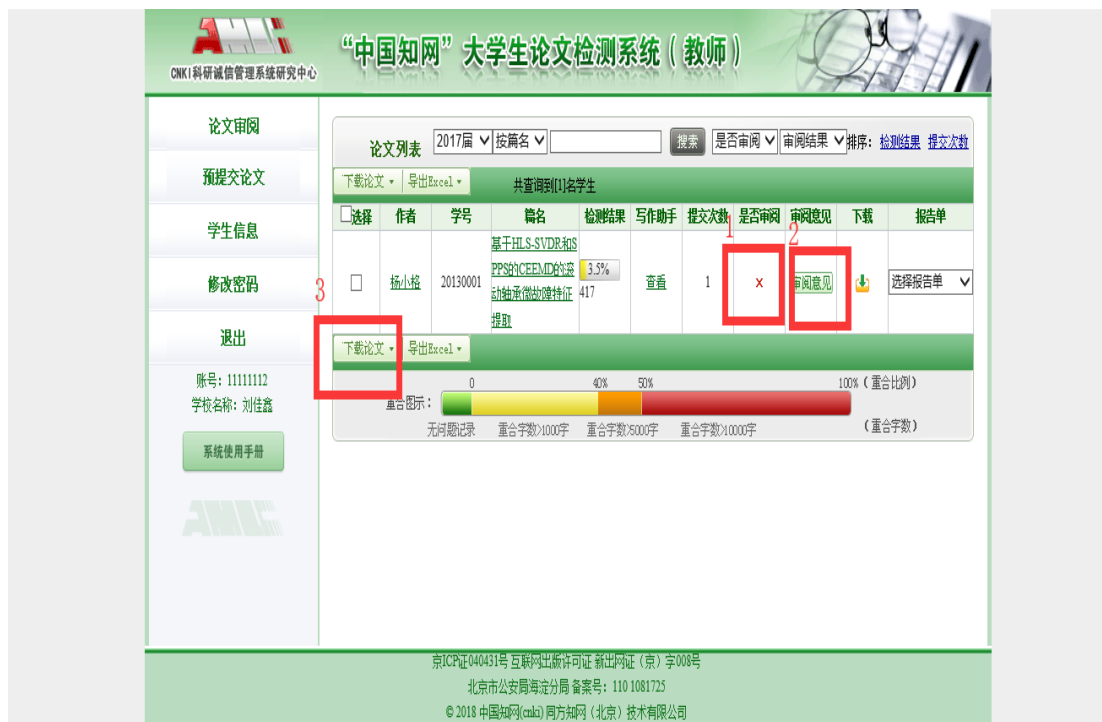 AMLC
CNKI科研诚信管理系统研究中心
“中国知网”大学生论文检测系统（教师）
论文审阅
预提交论文
学生信息
修改密码
退出
账号：11111112
学校名称：刘佳鑫
系统使用手册
AMLC
论文列表 2017届 按篇名 搜索 是否审阅 审阅结果 排序：检测结果 提交次数
下载论文 导出Excel 共查询到[1]名学生
选择 作者 学号 篇名 检测结果 写作助手 提交次数 是否审阅 审阅意见 下载 报告单
1
2
基于HLS-SVDR和S
PPS的CEEMD的滚
动轴承微故障特征
提取
杨小格 20130001 3.5% 查看 1 x 审阅意见 选择报告单
417
3
下载论文 导出Excel
0 40% 50% 100%（重合比例）
重合图示：
无问题记录 重合字数>1000字 重合字数>5000字 重合字数>10000字 （重合字数）
京ICP证040431号 互联网出版许可证 新出网证（京）字008号
北京市公安局海淀分局 备案号：110 1081725
© 2018 中国知网(cnki) 同方知网（北京）技术有限公司